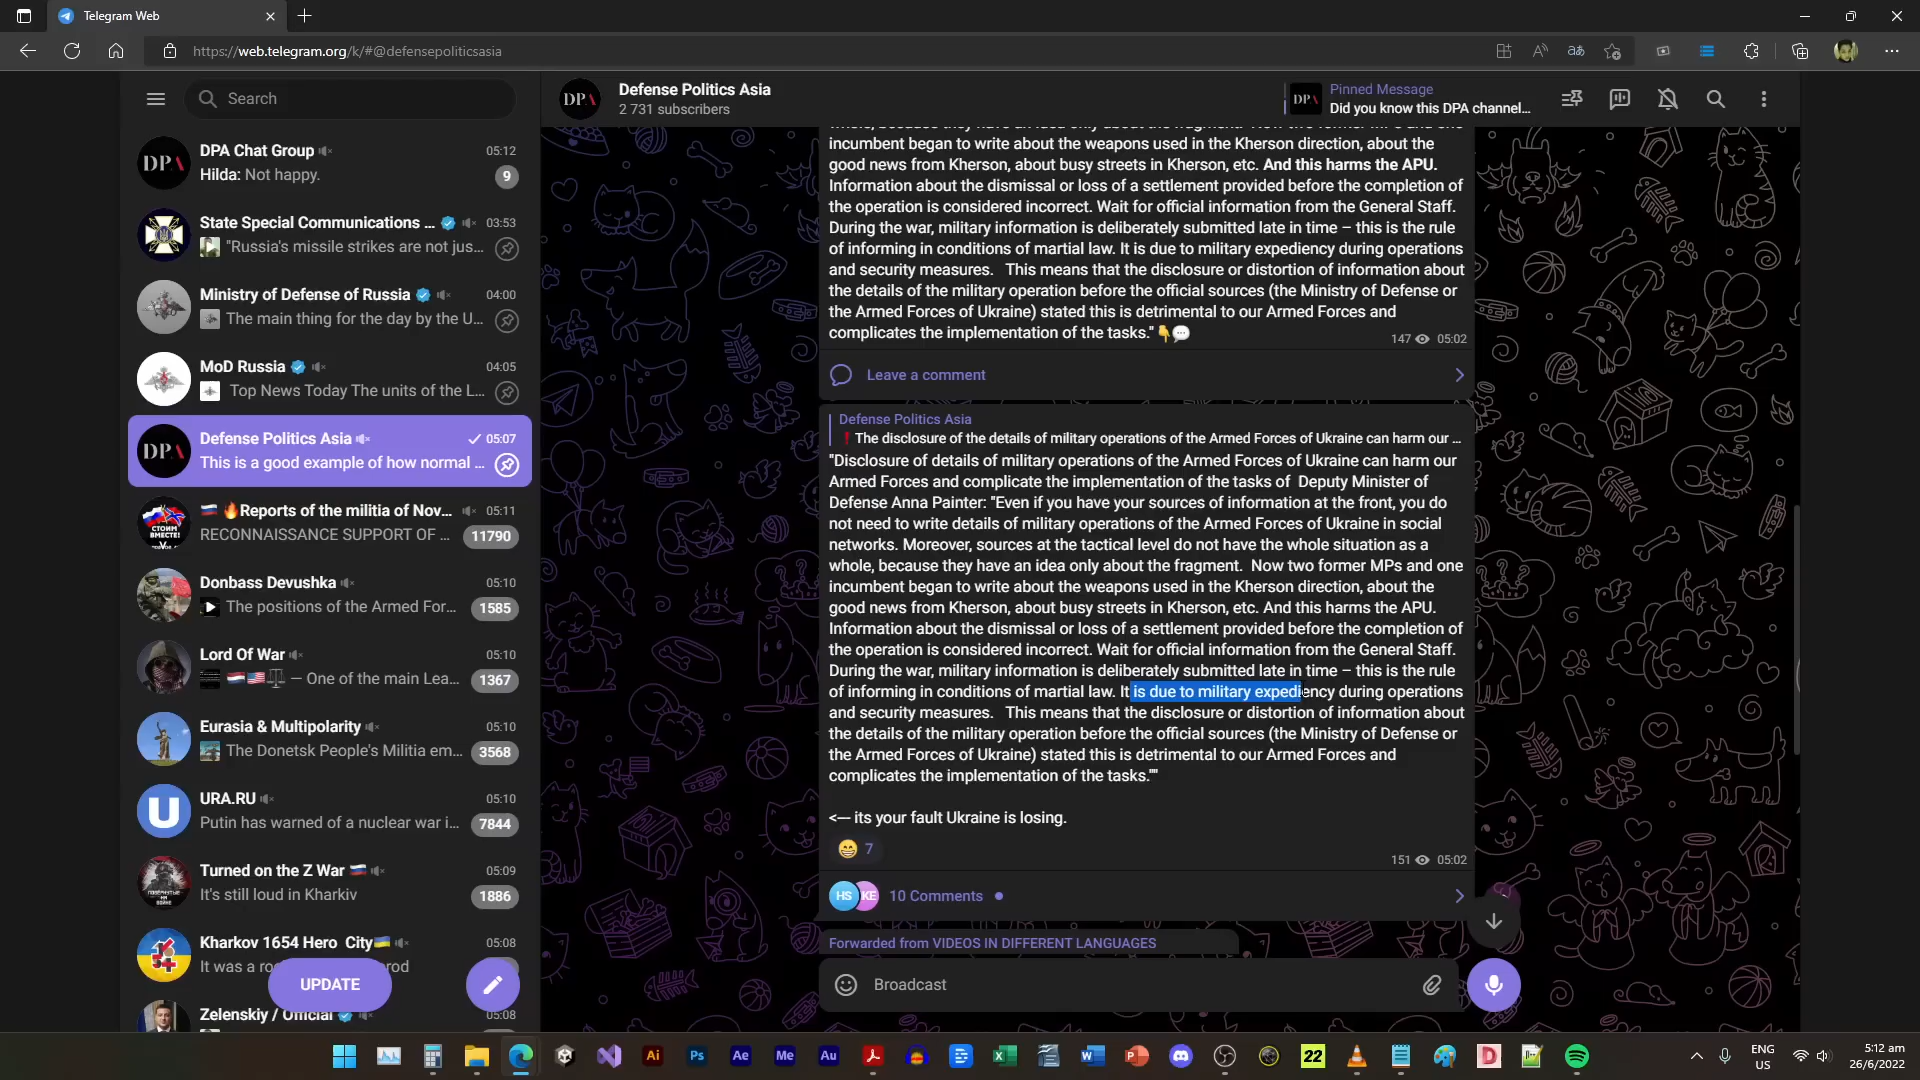 Telegram Web
https://web.telegram.org/k/#@defensepoliticsasia
Search
DPA
DPA Chat Group
05:12
Hilda: Not happy.
9
State Special Communications ...
03:53
"Russia's missile strikes are not jus...
Ministry of Defense of Russia
04:00
The main thing for the day by the U...
MoD Russia
04:05
Top News Today The units of the L...
DPA
Defense Politics Asia
05:07
This is a good example of how normal ...
Reports of the militia of Nov...
05:11
RECONNAISSANCE SUPPORT OF ...
11790
Donbass Devushka
05:10
The positions of the Armed For...
1585
Lord Of War
05:10
— One of the main Lea...
1367
Eurasia & Multipolarity
05:10
The Donetsk People's Militia em...
3568
URA.RU
05:10
Putin has warned of a nuclear war i...
7844
Turned on the Z War
05:09
It's still loud in Kharkiv
1886
Kharkov 1654 Hero City
05:08
It was a
UPDATE
Zelenskiy / Official
05:08
DPA
Defense Politics Asia
2 731 subscribers
DPA
Pinned Message
Did you know this DPA channel...
incumbent began to write about the weapons used in the Kherson direction, about the
good news from Kherson, about busy streets in Kherson, etc. And this harms the APU.
Information about the dismissal or loss of a settlement provided before the completion of
the operation is considered incorrect. Wait for official information from the General Staff.
During the war, military information is deliberately submitted late in time – this is the rule
of informing in conditions of martial law. It is due to military expediency during operations
and security measures. This means that the disclosure or distortion of information about
the details of the military operation before the official sources (the Ministry of Defense or
the Armed Forces of Ukraine) stated this is detrimental to our Armed Forces and
complicates the implementation of the tasks."👇💬
147 05:02
Leave a comment
Defense Politics Asia
❗The disclosure of the details of military operations of the Armed Forces of Ukraine can harm our ...
"Disclosure of details of military operations of the Armed Forces of Ukraine can harm our
Armed Forces and complicate the implementation of the tasks of Deputy Minister of
Defense Anna Painter: "Even if you have your sources of information at the front, you do
not need to write details of military operations of the Armed Forces of Ukraine in social
networks. Moreover, sources at the tactical level do not have the whole situation as a
whole, because they have an idea only about the fragment. Now two former MPs and one
incumbent began to write about the weapons used in the Kherson direction, about the
good news from Kherson, about busy streets in Kherson, etc. And this harms the APU.
Information about the dismissal or loss of a settlement provided before the completion of
the operation is considered incorrect. Wait for official information from the General Staff.
During the war, military information is deliberately submitted late in time – this is the rule
of informing in conditions of martial law. It is due to military expediency during operations
and security measures. This means that the disclosure or distortion of information about
the details of the military operation before the official sources (the Ministry of Defense or
the Armed Forces of Ukraine) stated this is detrimental to our Armed Forces and
complicates the implementation of the tasks.""
<--- its your fault Ukraine is losing.
😁 7
151 05:02
HS KE 10 Comments
Forwarded from VIDEOS IN DIFFERENT LANGUAGES
Broadcast
Ai Ps Ae Me Au 22
ENG
US
5:12 am
26/6/2022